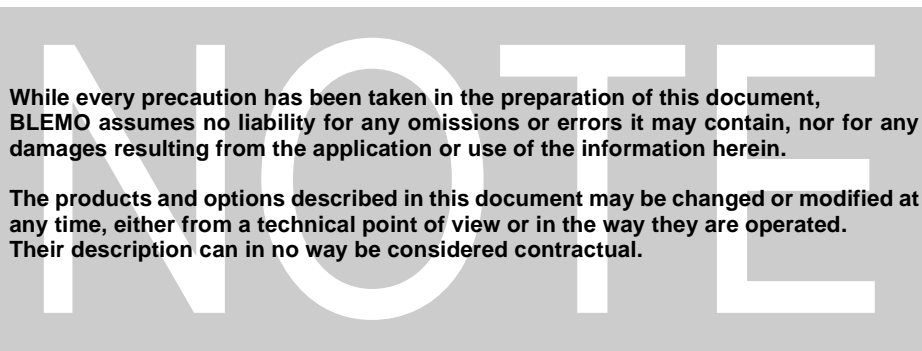 NOTE
While every precaution has been taken in the preparation of this document,
BLEMO assumes no liability for any omissions or errors it may contain, nor for any
damages resulting from the application or use of the information herein.
The products and options described in this document may be changed or modified at
any time, either from a technical point of view or in the way they are operated.
Their description can in no way be considered contractual.